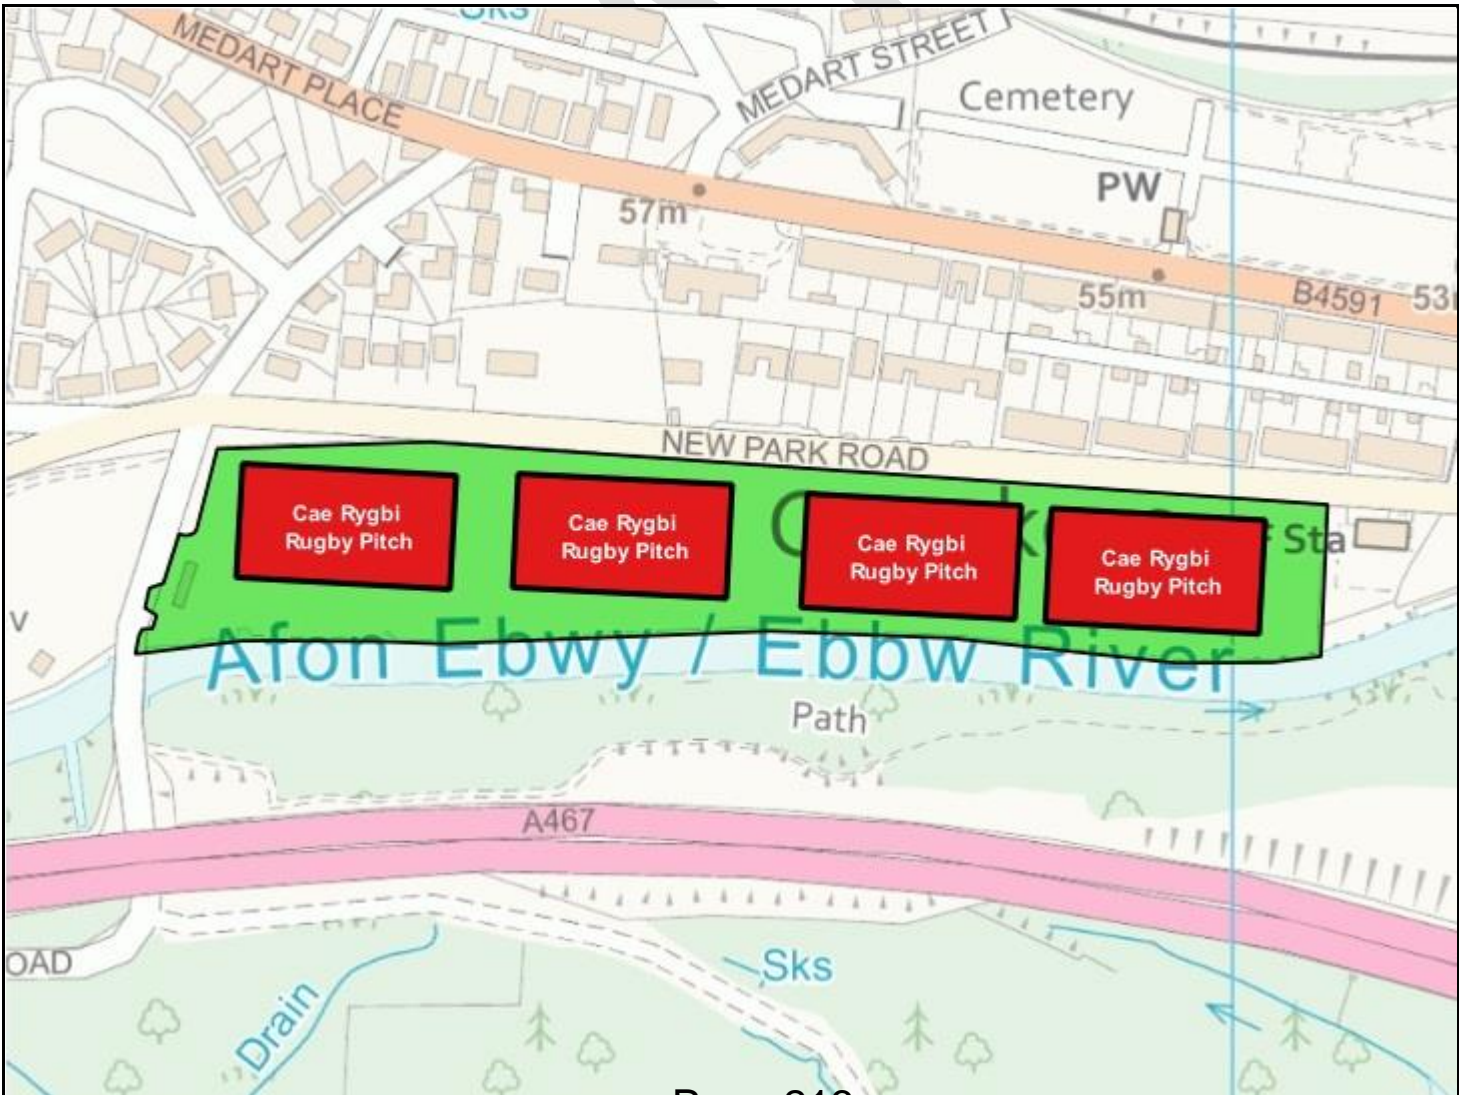 Sks
MEDART PLACE
MEDART STREET
Cemetery
PW
57m
55m
B4591
NEW PARK ROAD
Cae Rygbi
Rugby Pitch
Cae Rygbi
Rugby Pitch
Cae Rygbi
Rugby Pitch
Cae Rygbi
Rugby Pitch
Sta
Afon Ebwy / Ebbw River
Path
A467
OAD
Sks
Drain